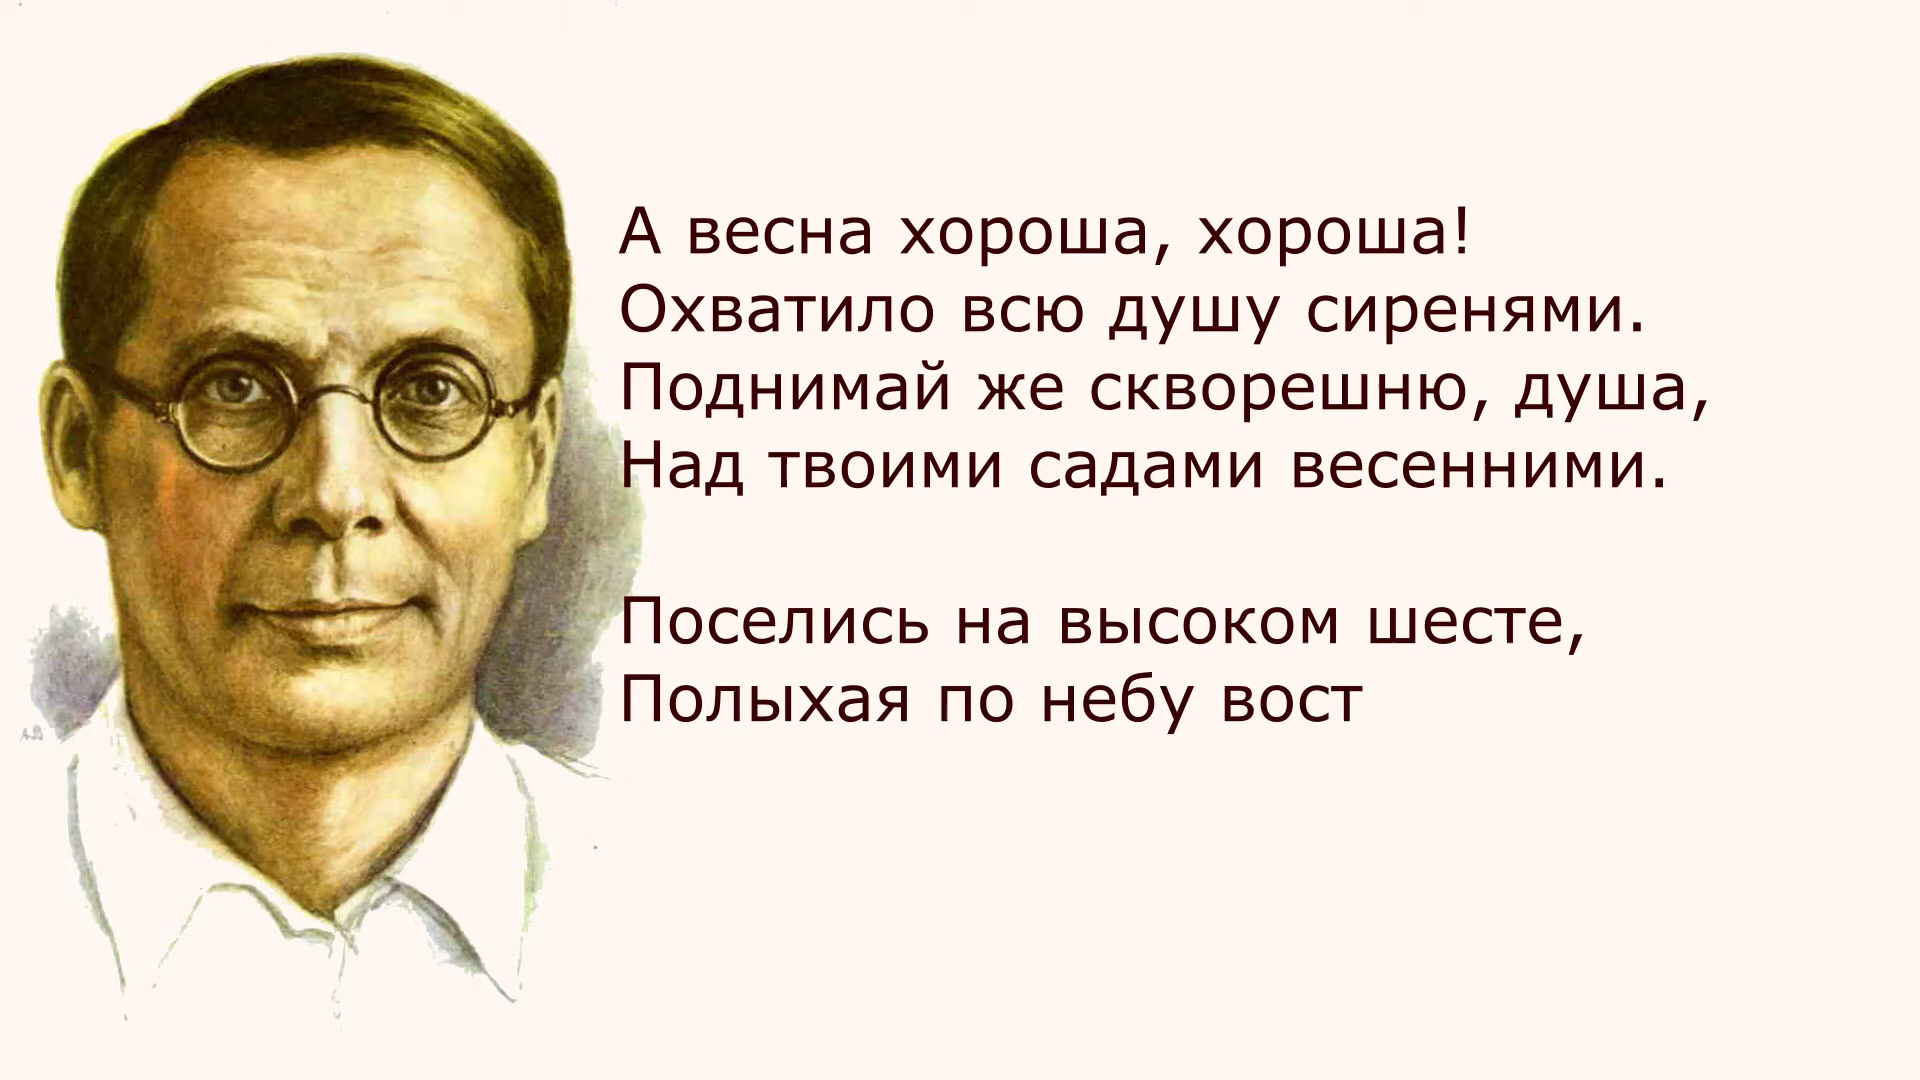 А весна хороша, хороша!
Охватило всю душу сиренями.
Поднимай же скворешню, душа,
Над твоими садами весенними.
Поселись на высоком шесте,
Полыхая по небу вост